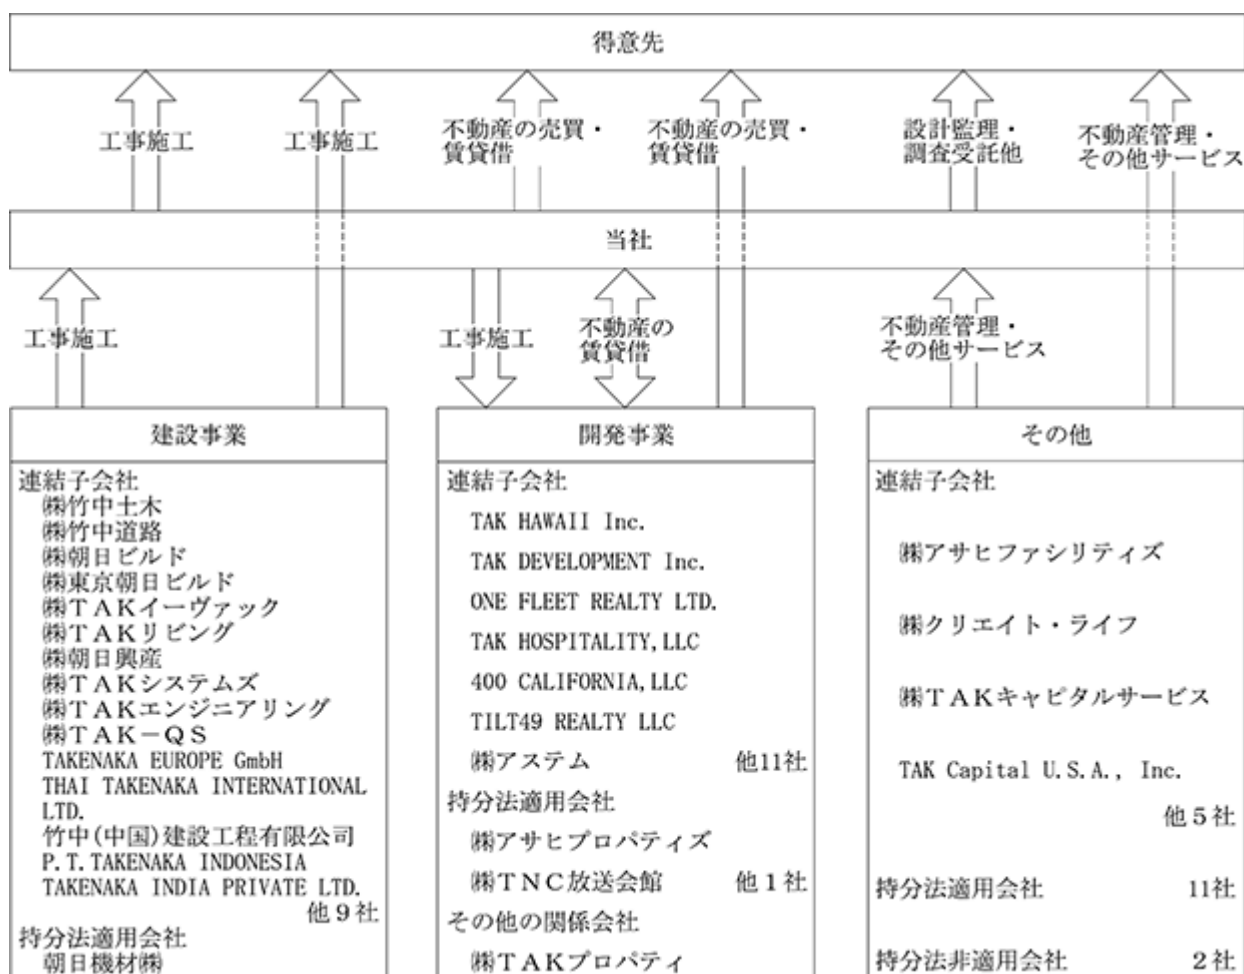 得意先
工事施工
工事施工
不動産の売買・
賃貸借
不動産の売買・
賃貸借
設計監理・
調査受託他
不動産管理・
その他サービス
当社
工事施工
工事施工
不動産の
賃貸借
不動産管理・
その他サービス
建設事業
連結子会社
㈱竹中土木
㈱竹中道路
㈱朝日ビルド
㈱東京朝日ビルド
㈱TAKイーヴァック
㈱TAKリビング
㈱朝日興産
㈱TAKシステムズ
㈱TAKエンジニアリング
㈱TAK-QS
TAKENAKA EUROPE GmbH
THAI TAKENAKA INTERNATIONAL
LTD.
竹中(中国)建設工程有限公司
P.T.TAKENAKA INDONESIA
TAKENAKA INDIA PRIVATE LTD.
他9社
持分法適用会社
朝日機材㈱
開発事業
連結子会社
TAK HAWAII Inc.
TAK DEVELOPMENT Inc.
ONE FLEET REALTY LTD.
TAK HOSPITALITY,LLC
400 CALIFORNIA,LLC
TILT49 REALTY LLC
㈱アステム 他11社
持分法適用会社
㈱アサヒプロパティズ
㈱TNC放送会館 他1社
その他の関係会社
㈱TAKプロパティ
その他
連結子会社
㈱アサヒファシリティズ
㈱クリエイト・ライフ
㈱TAKキャピタルサービス
TAK Capital U.S.A., Inc.
他5社
持分法適用会社 11社
持分法非適用会社 2社